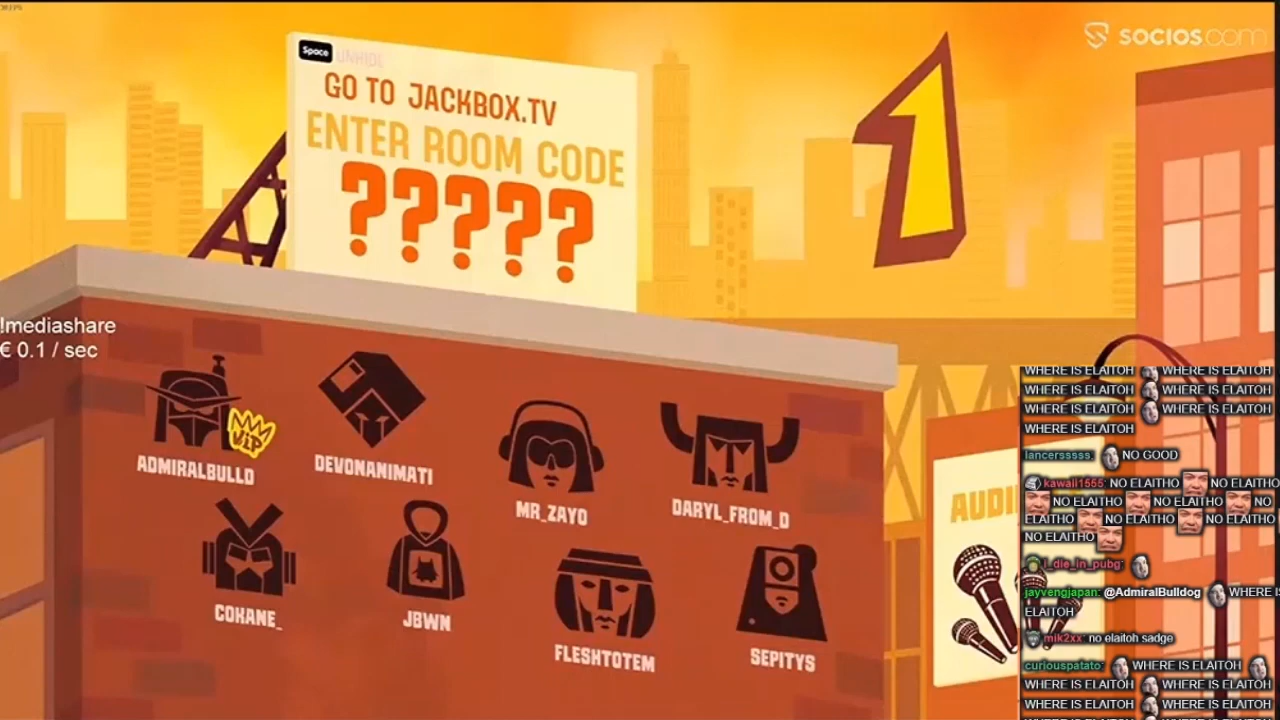 socios.com
Space UNHIDE
GO TO JACKBOX.TV
ENTER ROOM CODE
?????
1
!mediashare
€ 0.1 / sec
VIP
ADMIRALBULLD
DEVONANIMATI
MR_ZAYO
DARYL_FROM_D
COKANE_
JBWN
FLESHTOTEM
SEPITYS
AUDI
WHERE IS ELAITOH WHERE IS ELAITOH
WHERE IS ELAITOH WHERE IS ELAITOH
WHERE IS ELAITOH WHERE IS ELAITOH
WHERE IS ELAITOH
lancersssss: NO GOOD
kawaii1565: NO ELAITHO NO ELAITHO
NO ELAITHO NO ELAITHO NO
ELAITHO NO ELAITHO NO ELAITHO
NO ELAITHO
i_die_in_pubg:
jayvengjapan: @AdmiralBulldog WHERE IS
ELAITOH
mik2xx: no elaitoh sadge
curiouspatato: WHERE IS ELAITOH
WHERE IS ELAITOH WHERE IS ELAITOH
WHERE IS ELAITOH WHERE IS ELAITOH